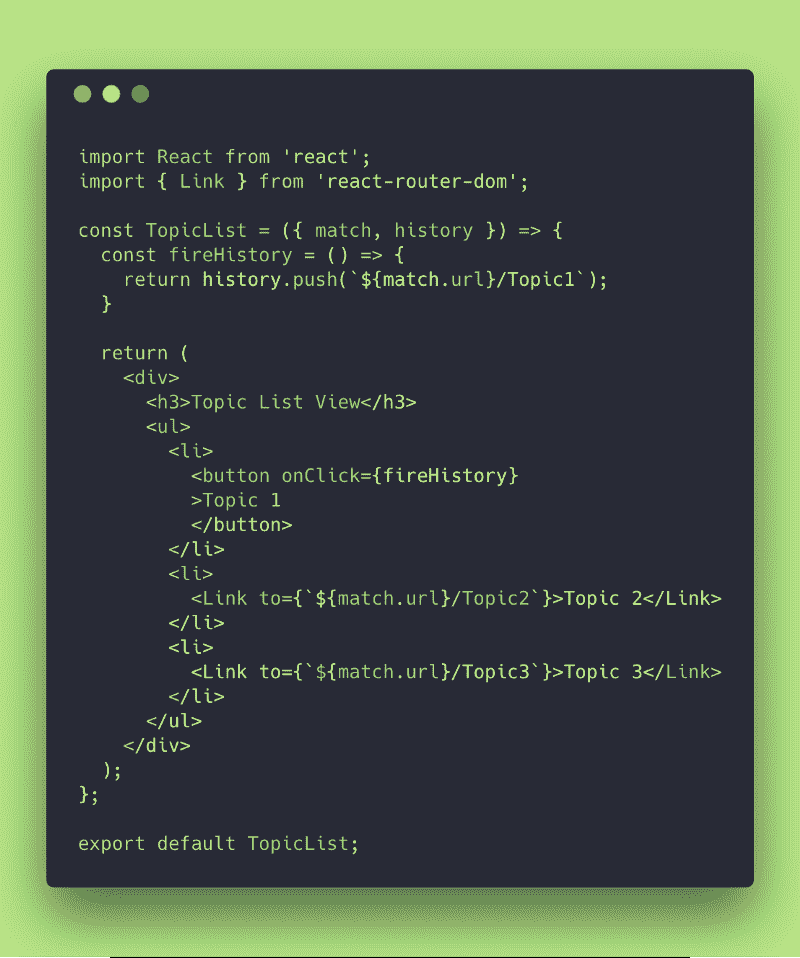 import React from 'react';
import { Link } from 'react-router-dom';

const TopicList = ({ match, history }) => {
  const fireHistory = () => {
    return history.push(`${match.url}/Topic1`);
  }

  return (
    <div>
      <h3>Topic List View</h3>
      <ul>
        <li>
          <button onClick={fireHistory}
          >Topic 1
          </button>
        </li>
        <li>
          <Link to={`${match.url}/Topic2`}>Topic 2</Link>
        </li>
        <li>
          <Link to={`${match.url}/Topic3`}>Topic 3</Link>
        </li>
      </ul>
    </div>
  );
};

export default TopicList;